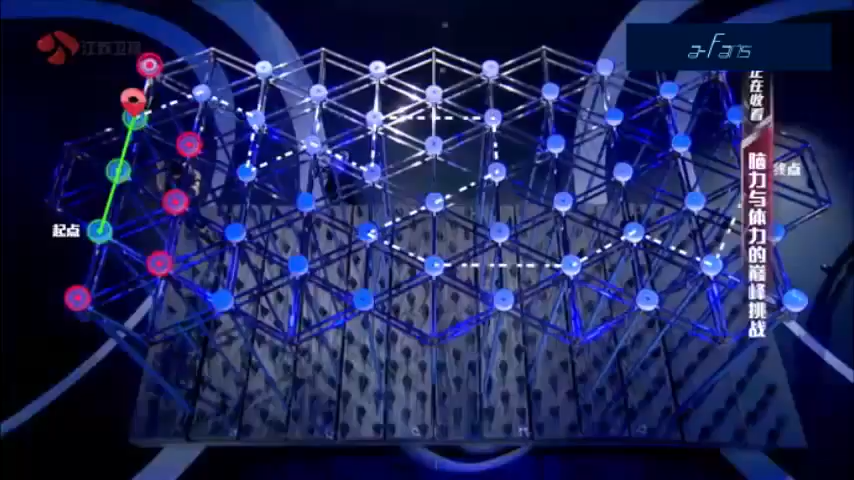 江苏卫视
a-Fans
正在收看
脑力与体力的巅峰挑战
终点
起点